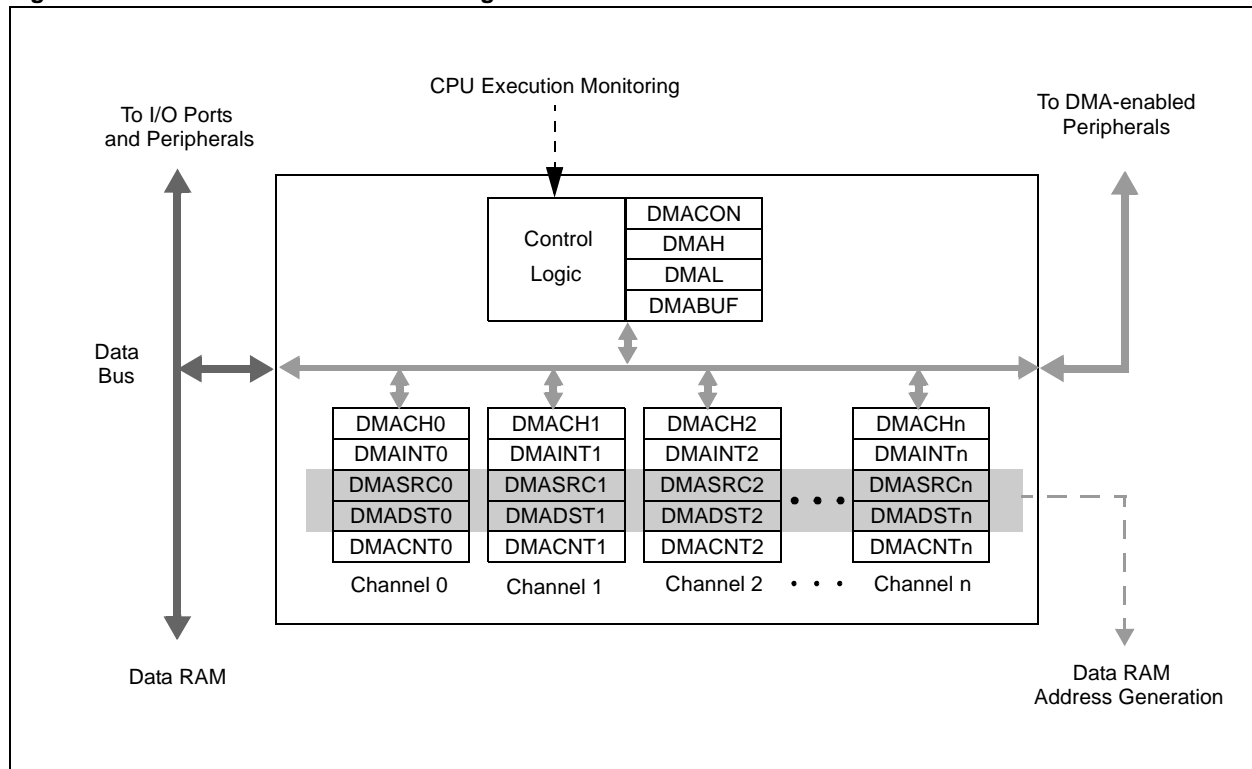 CPU Execution Monitoring
To I/O Ports
and Peripherals
To DMA-enabled
Peripherals
Control
Logic
DMACON
DMAH
DMAL
DMABUF
Data
Bus
DMACH0
DMAINT0
DMASRC0
DMADST0
DMACNT0
Channel 0
DMACH1
DMAINT1
DMASRC1
DMADST1
DMACNT1
Channel 1
DMACH2
DMAINT2
DMASRC2
DMADST2
DMACNT2
Channel 2
• • •
• • •
DMACHn
DMAINTn
DMASRCn
DMADSTn
DMACNTn
Channel n
Data RAM
Data RAM
Address Generation